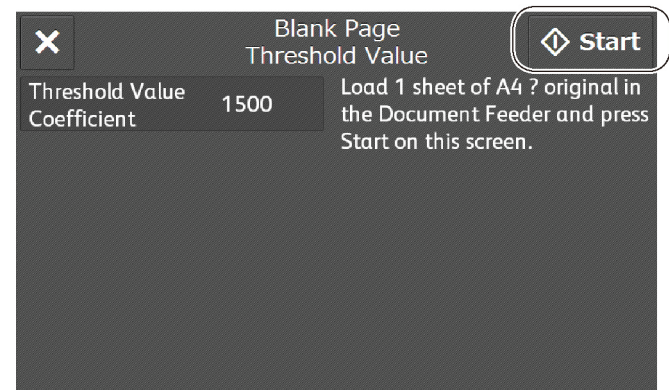 Blank Page
Threshold Value
Start
Threshold Value
Coefficient
1500
Load 1 sheet of A4 ? original in
the Document Feeder and press
Start on this screen.